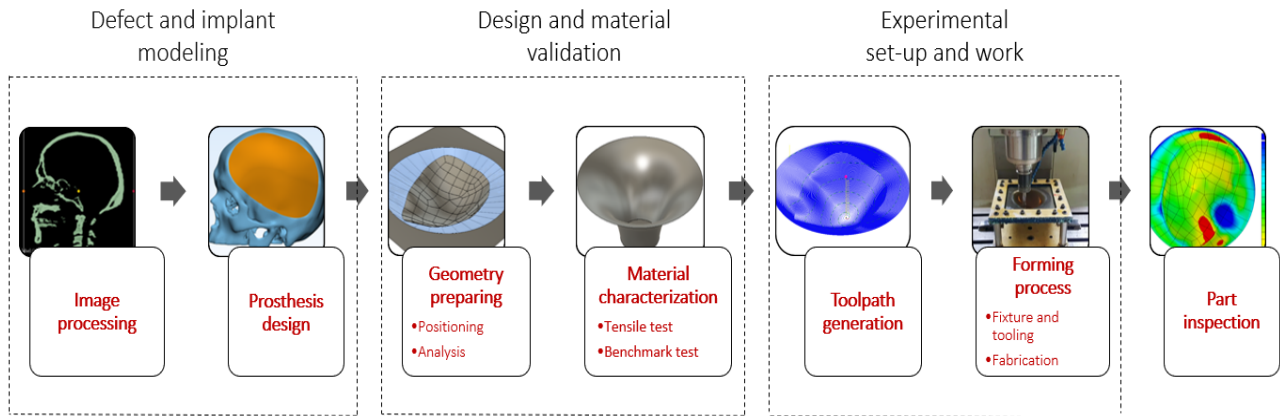 Defect and implant
modeling
Design and material
validation
Experimental
set-up and work
Image
processing
Prosthesis
design
Geometry
preparing
•Positioning
•Analysis
Material
characterization
•Tensile test
•Benchmark test
Toolpath
generation
Forming
process
•Fixture and
tooling
•Fabrication
Part
inspection